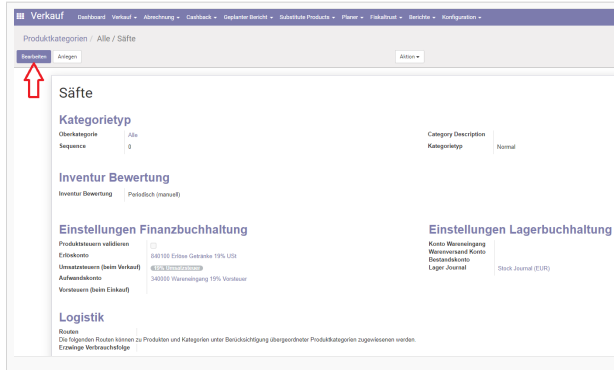 Verkauf Dashboard Verkauf Abrechnung Cashback Geplanter Bericht Substitute Products Planer Fiskaltrust Berichte Konfiguration
Produktkategorien / Alle / Säfte
Bearbeiten Anlegen Aktion
Säfte
Kategorietyp
Oberkategorie Alle Category Description
Sequence 0 Kategorietyp Normal
Inventur Bewertung
Inventur Bewertung Periodisch (manuell)
Einstellungen Finanzbuchhaltung Einstellungen Lagerbuchhaltung
Produktsteuern validieren Konto Wareneingang
Erlöskonto 840100 Erlöse Getränke 19% USt Warenversand Konto
Bestandskonto
Umsatzsteuern (beim Verkauf) Lager Journal Stock Journal (EUR)
Aufwandskonto 340000 Wareneingang 19% Vorsteuer
Vorsteuern (beim Einkauf)
Logistik
Routen
Die folgenden Routen können zu Produkten und Kategorien unter Berücksichtigung übergeordneter Produktkategorien zugewiesenen werden.
Erzwinge Verbrauchsfolge